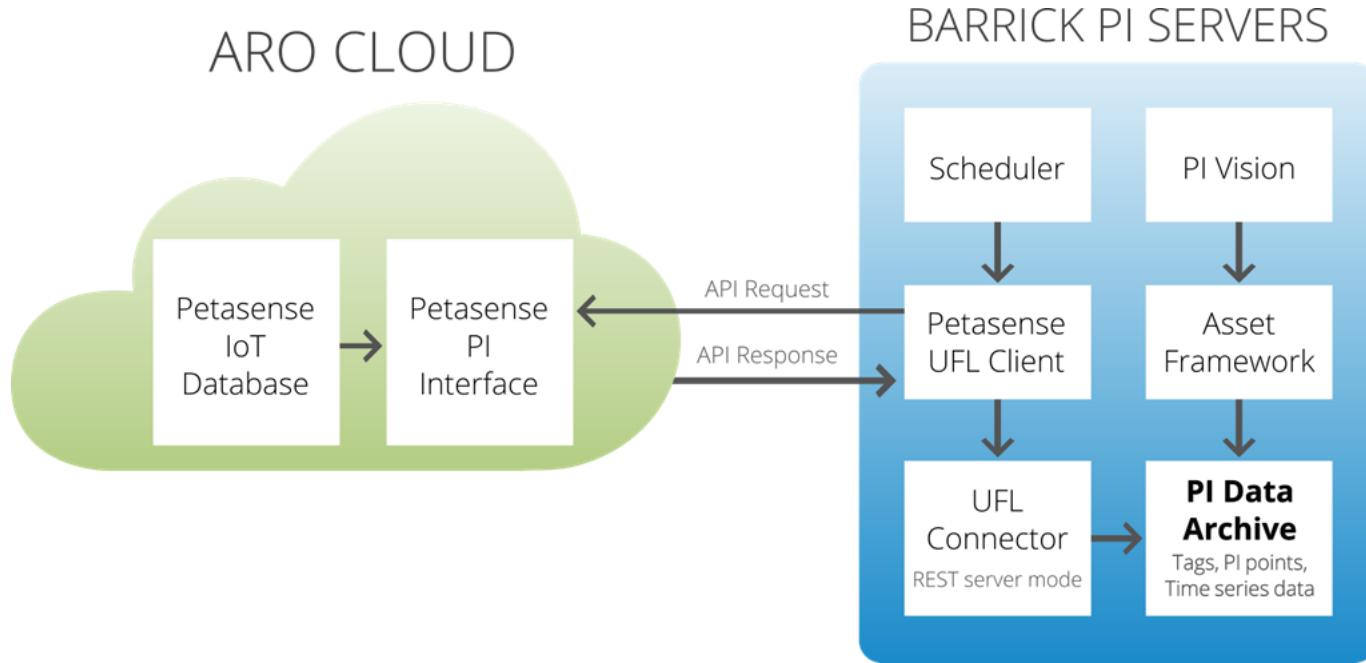 ARO CLOUD
BARRICK PI SERVERS
Petasense
IoT
Database
Petasense
PI
Interface
API Request
API Response
Scheduler
PI Vision
Petasense
UFL Client
Asset
Framework
UFL
Connector
REST server mode
PI Data
Archive
Tags, PI points,
Time series data